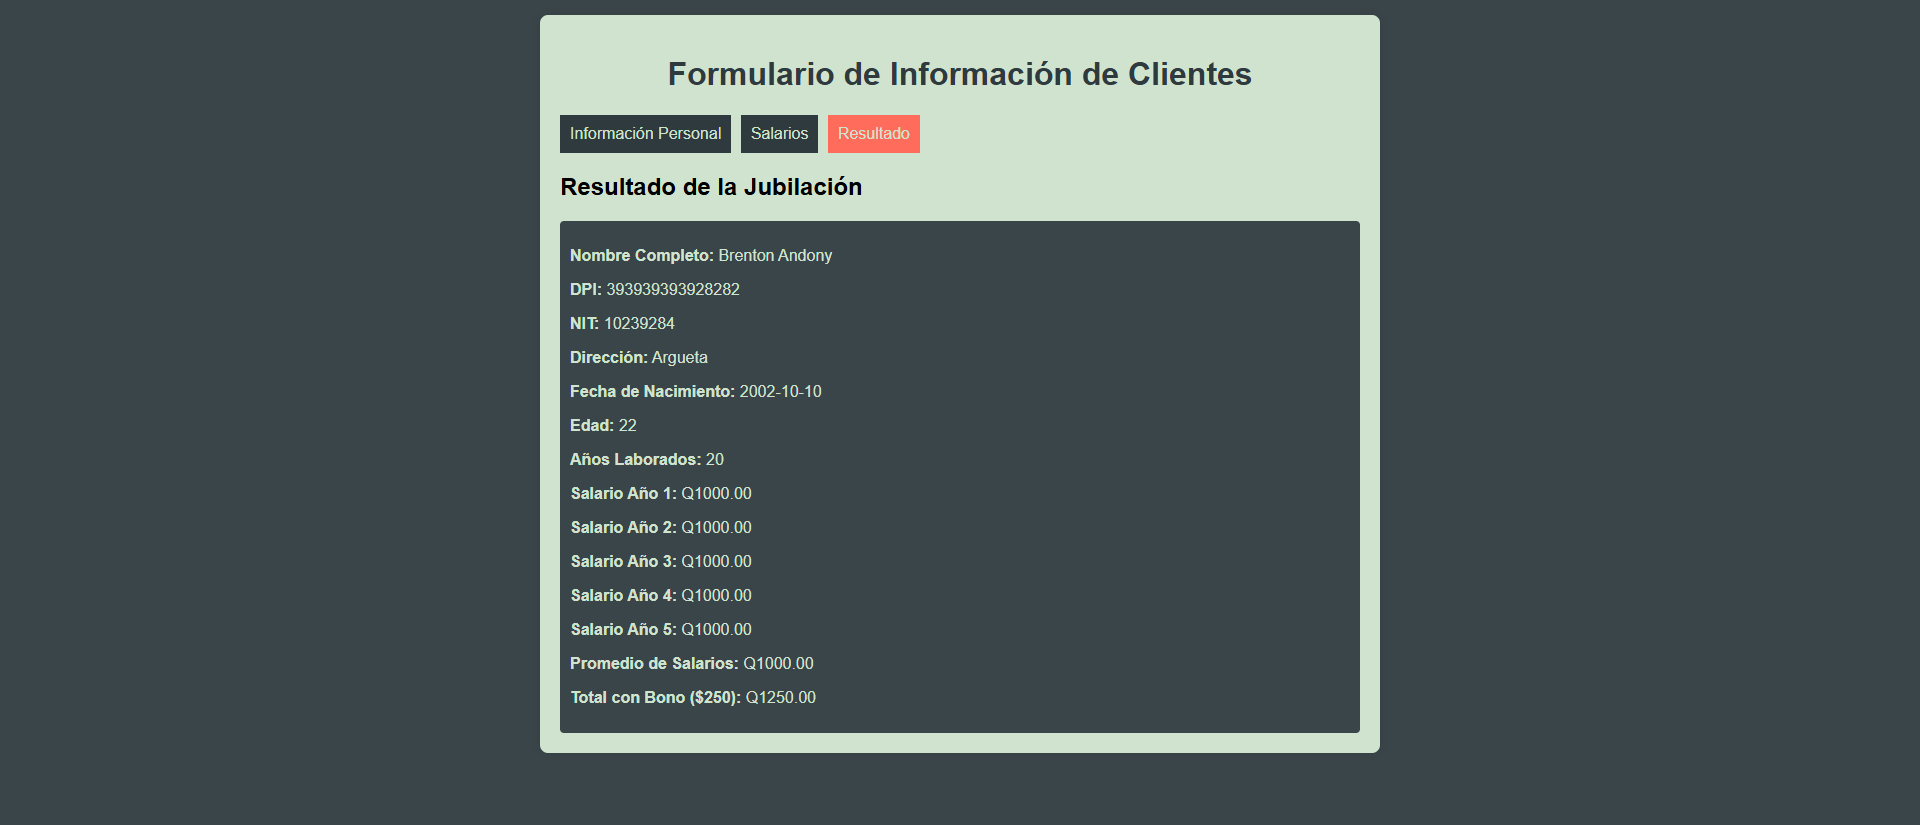 Formulario de Información de Clientes
Información Personal Salarios Resultado
Resultado de la Jubilación
Nombre Completo: Brenton Andony
DPI: 393939393928282
NIT: 10239284
Dirección: Argueta
Fecha de Nacimiento: 2002-10-10
Edad: 22
Años Laborados: 20
Salario Año 1: Q1000.00
Salario Año 2: Q1000.00
Salario Año 3: Q1000.00
Salario Año 4: Q1000.00
Salario Año 5: Q1000.00
Promedio de Salarios: Q1000.00
Total con Bono ($250): Q1250.00